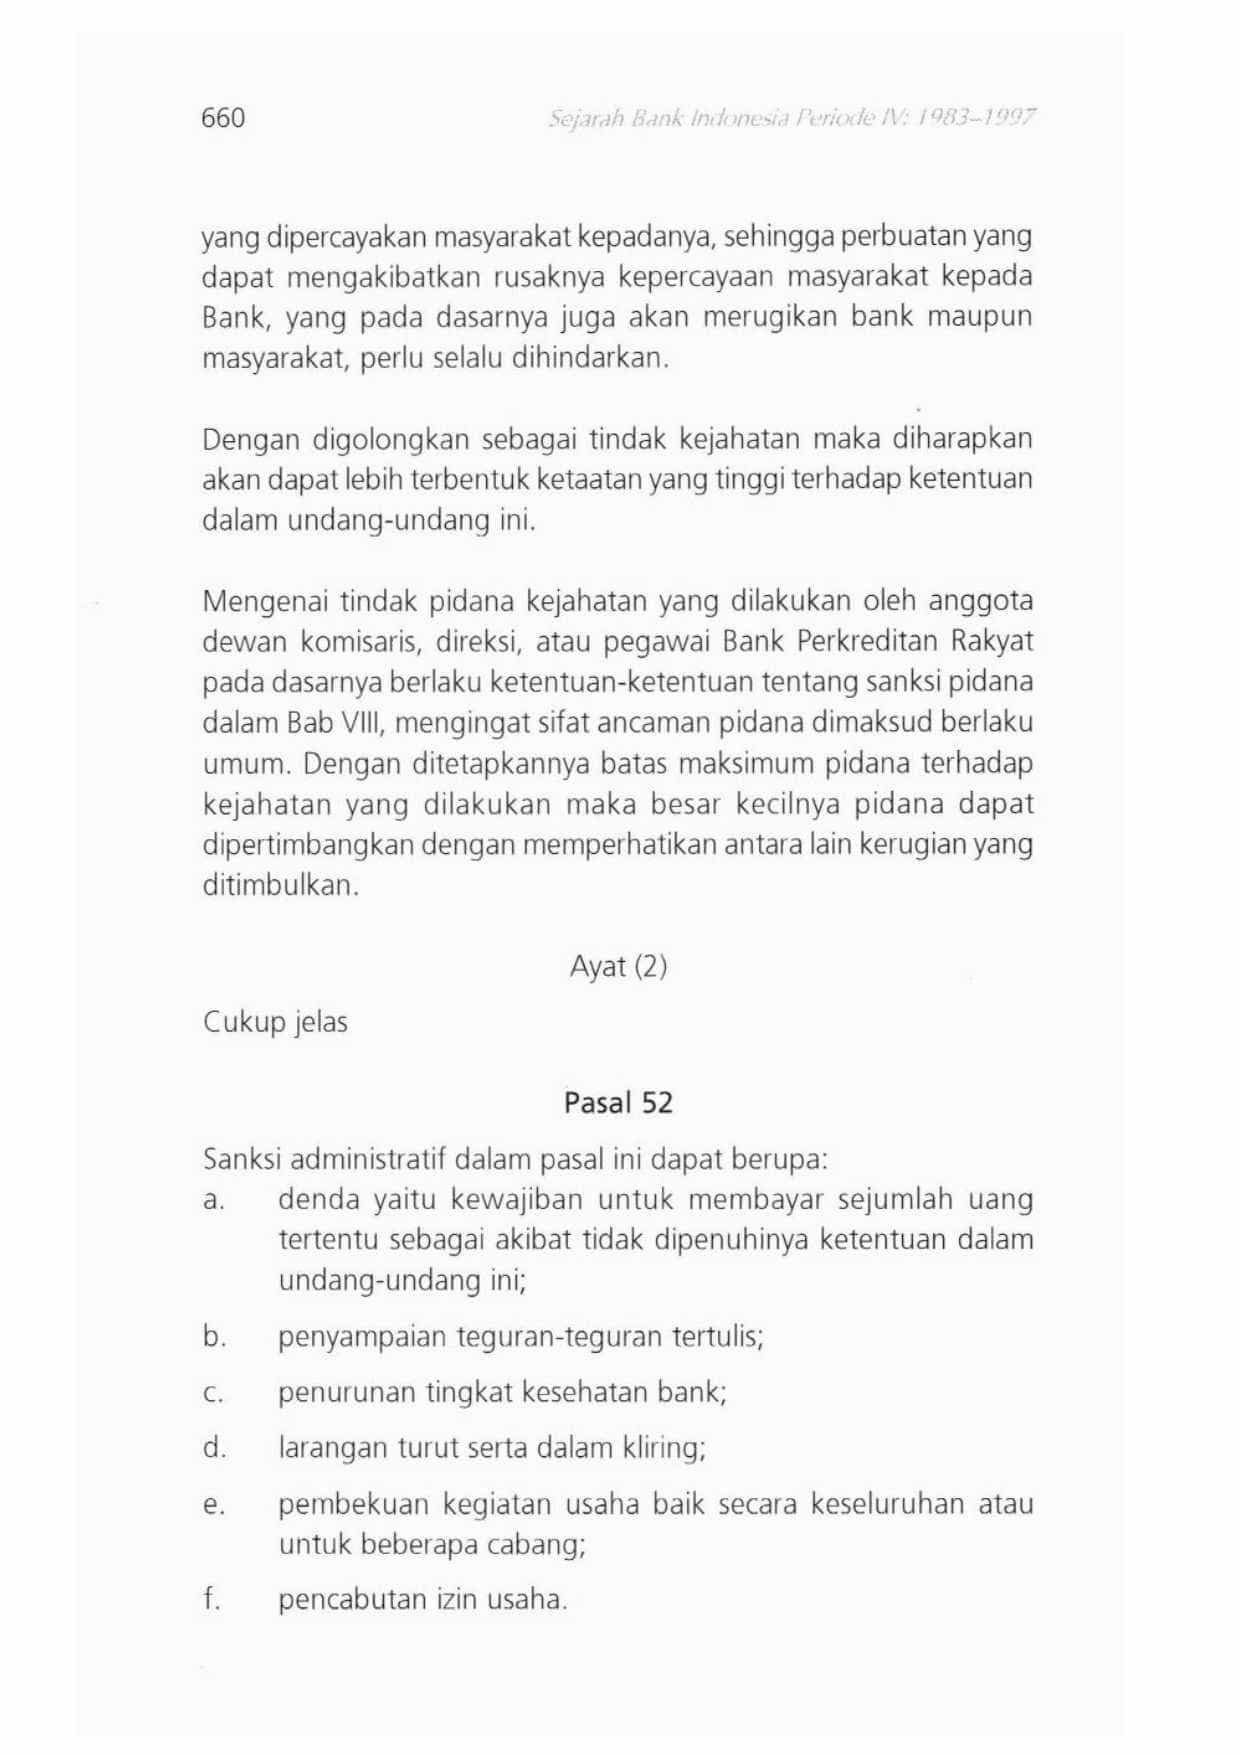 660 Sejarah Bank Indonesia Periode IV: 1983–1997
yang dipercayakan masyarakat kepadanya, sehingga perbuatan yang
dapat mengakibatkan rusaknya kepercayaan masyarakat kepada
Bank, yang pada dasarnya juga akan merugikan bank maupun
masyarakat, perlu selalu dihindarkan.
Dengan digolongkan sebagai tindak kejahatan maka diharapkan
akan dapat lebih terbentuk ketaatan yang tinggi terhadap ketentuan
dalam undang-undang ini.
Mengenai tindak pidana kejahatan yang dilakukan oleh anggota
dewan komisaris, direksi, atau pegawai Bank Perkreditan Rakyat
pada dasarnya berlaku ketentuan-ketentuan tentang sanksi pidana
dalam Bab VIII, mengingat sifat ancaman pidana dimaksud berlaku
umum. Dengan ditetapkannya batas maksimum pidana terhadap
kejahatan yang dilakukan maka besar kecilnya pidana dapat
dipertimbangkan dengan memperhatikan antara lain kerugian yang
ditimbulkan.
Ayat (2)
Cukup jelas
Pasal 52
Sanksi administratif dalam pasal ini dapat berupa:
a. denda yaitu kewajiban untuk membayar sejumlah uang
tertentu sebagai akibat tidak dipenuhinya ketentuan dalam
undang-undang ini;
b. penyampaian teguran-teguran tertulis;
c. penurunan tingkat kesehatan bank;
d. larangan turut serta dalam kliring;
e. pembekuan kegiatan usaha baik secara keseluruhan atau
untuk beberapa cabang;
f. pencabutan izin usaha.